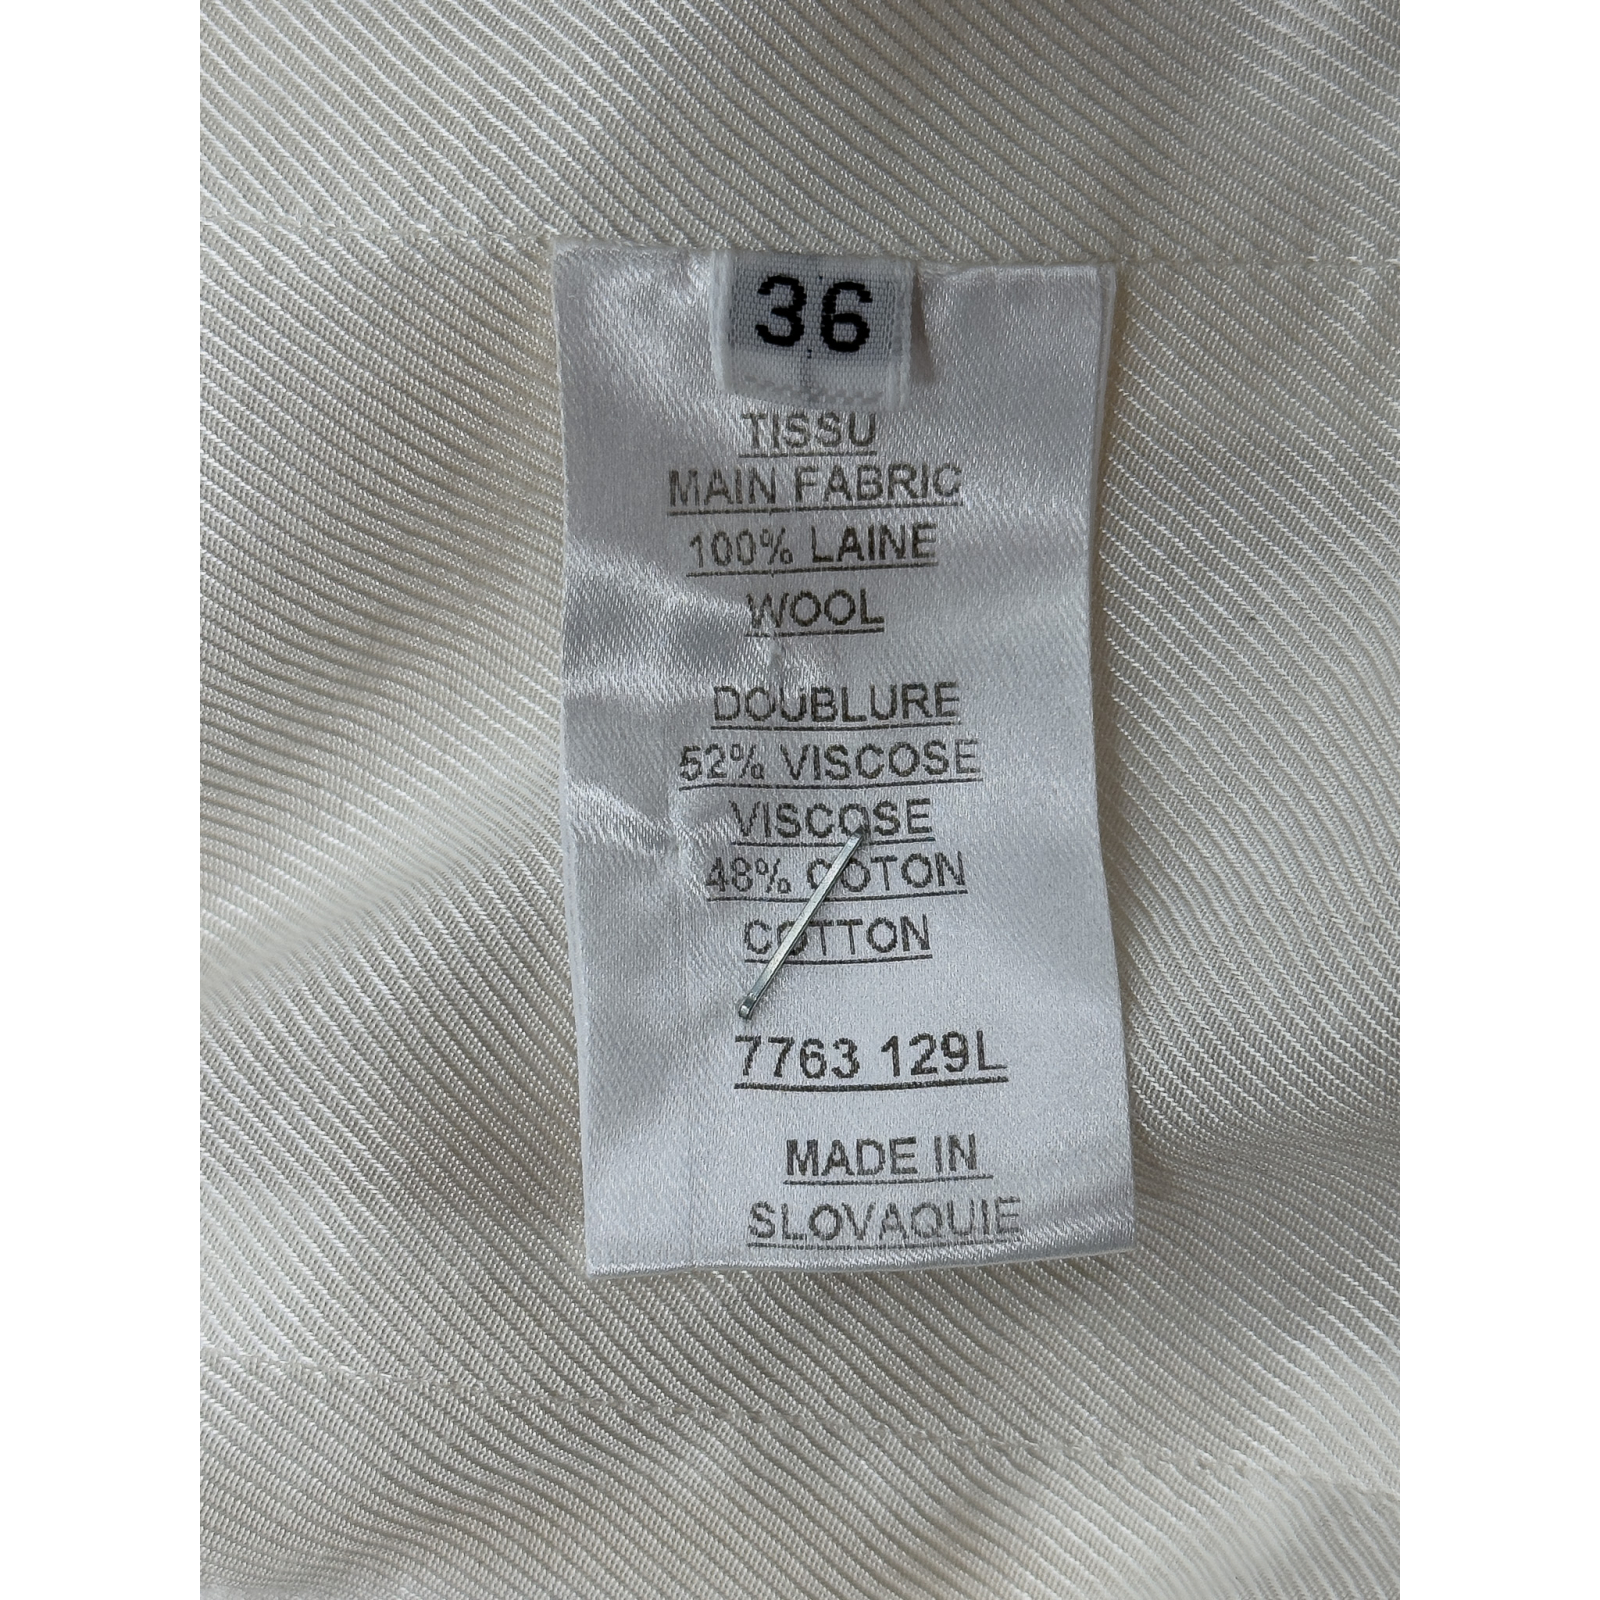 36
TISSU
MAIN FABRIC
100% LAINE
WOOL
DOUBLURE
52% VISCOSE
VISCOSE
48% COTON
COTTON
7763 129L
MADE IN
SLOVAQUIE